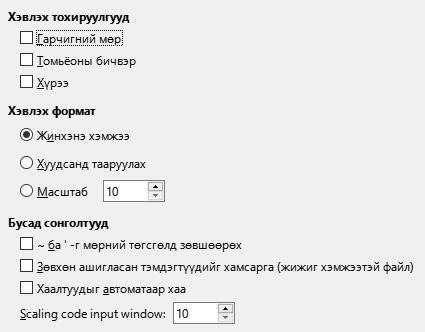 Хэвлэх тохируулгууд
Гарчигний мөр
Томьёоны бичвэр
Хүрээ
Хэвлэх формат
Жинхэнэ хэмжээ
Хуудсанд тааруулах
Масштаб 10
Бусад сонголтууд
~ ба ' -г мөрний төгсгөлд зөвшөөрөх
Зөвхөн ашигласан тэмдэгтүүдийг хамсарга (жижиг хэмжээтэй файл)
Хаалтуудыг автоматаар хаа
Scaling code input window: 10